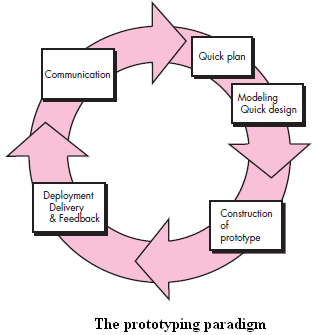 Communication
Quick plan
Modeling
Quick design
Construction
of
prototype
Deployment
Delivery
& Feedback
The prototyping paradigm